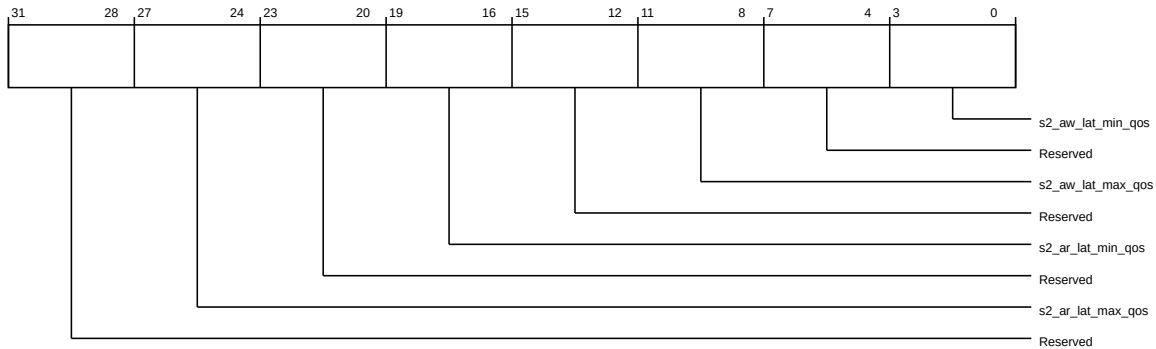 31 28 27 24 23 20 19 16 15 12 11 8 7 4 3 0
s2_aw_lat_min_qos
Reserved
s2_aw_lat_max_qos
Reserved
s2_ar_lat_min_qos
Reserved
s2_ar_lat_max_qos
Reserved